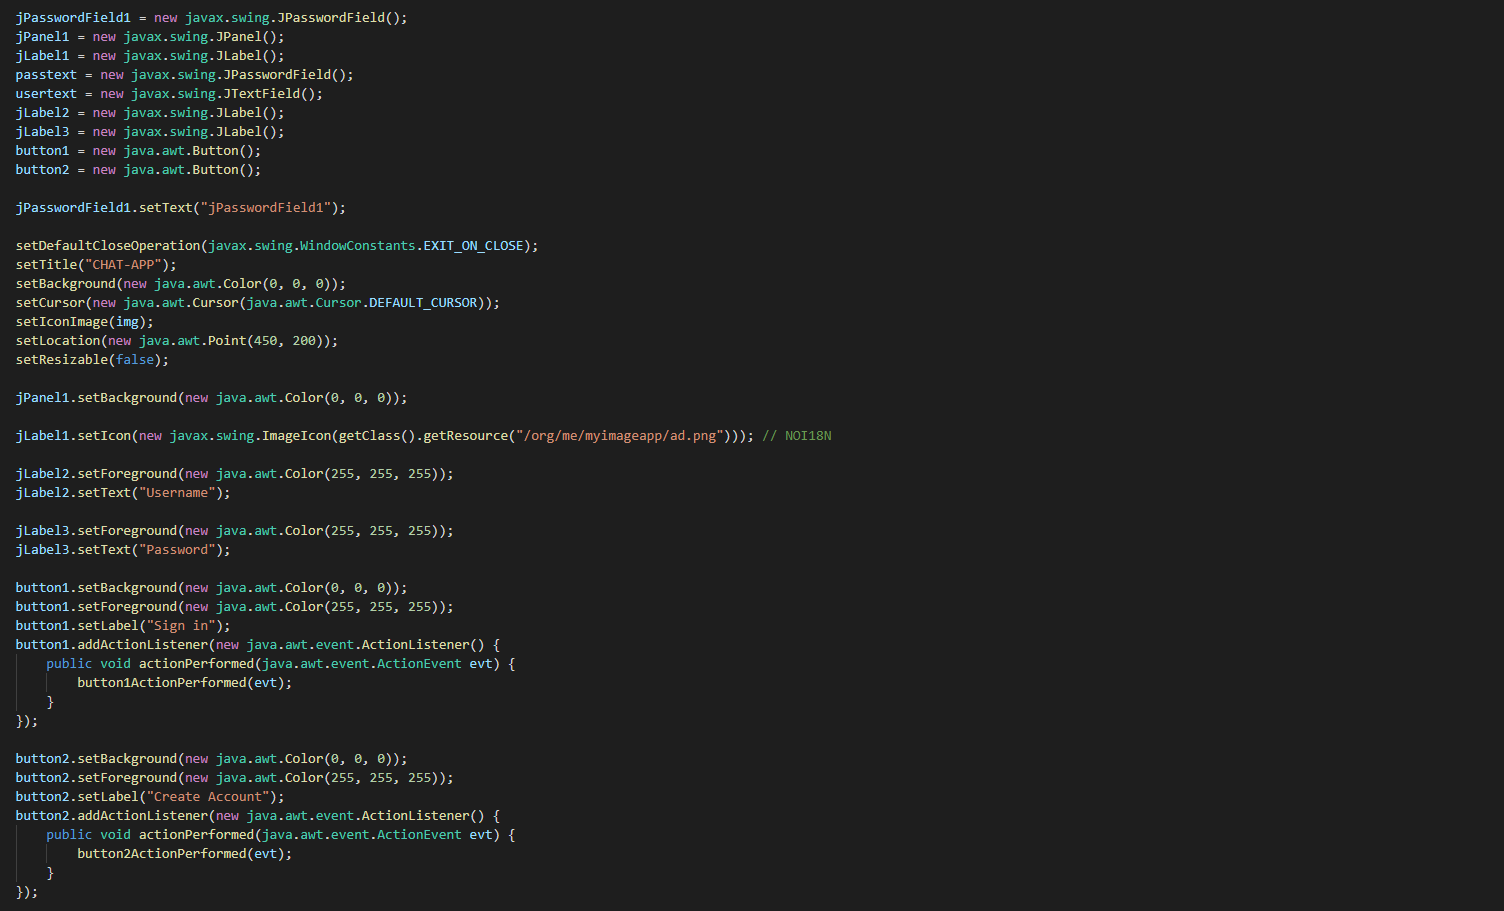 jPasswordField1 = new javax.swing.JPasswordField();
jPanel1 = new javax.swing.JPanel();
jLabel1 = new javax.swing.JLabel();
passtext = new javax.swing.JPasswordField();
usertext = new javax.swing.JTextField();
jLabel2 = new javax.swing.JLabel();
jLabel3 = new javax.swing.JLabel();
button1 = new java.awt.Button();
button2 = new java.awt.Button();

jPasswordField1.setText("jPasswordField1");

setDefaultCloseOperation(javax.swing.WindowConstants.EXIT_ON_CLOSE);
setTitle("CHAT-APP");
setBackground(new java.awt.Color(0, 0, 0));
setCursor(new java.awt.Cursor(java.awt.Cursor.DEFAULT_CURSOR));
setIconImage(img);
setLocation(new java.awt.Point(450, 200));
setResizable(false);

jPanel1.setBackground(new java.awt.Color(0, 0, 0));

jLabel1.setIcon(new javax.swing.ImageIcon(getClass().getResource("/org/me/myimageapp/ad.png"))); // NOI18N

jLabel2.setForeground(new java.awt.Color(255, 255, 255));
jLabel2.setText("Username");

jLabel3.setForeground(new java.awt.Color(255, 255, 255));
jLabel3.setText("Password");

button1.setBackground(new java.awt.Color(0, 0, 0));
button1.setForeground(new java.awt.Color(255, 255, 255));
button1.setLabel("Sign in");
button1.addActionListener(new java.awt.event.ActionListener() {
    public void actionPerformed(java.awt.event.ActionEvent evt) {
        button1ActionPerformed(evt);
    }
});

button2.setBackground(new java.awt.Color(0, 0, 0));
button2.setForeground(new java.awt.Color(255, 255, 255));
button2.setLabel("Create Account");
button2.addActionListener(new java.awt.event.ActionListener() {
    public void actionPerformed(java.awt.event.ActionEvent evt) {
        button2ActionPerformed(evt);
    }
});